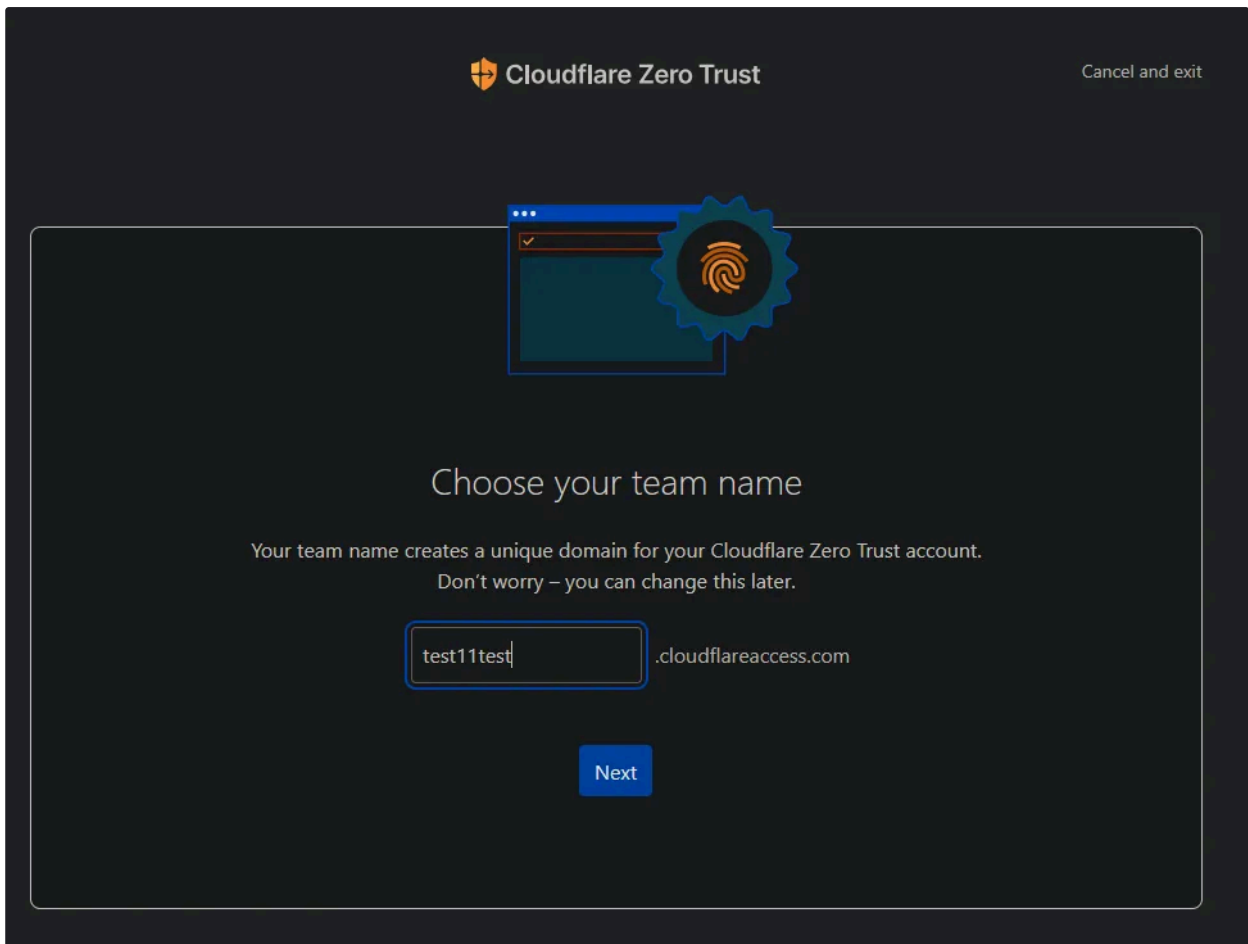 Cloudflare Zero Trust
Cancel and exit
Choose your team name
Your team name creates a unique domain for your Cloudflare Zero Trust account.
Don’t worry – you can change this later.
test11test .cloudflareaccess.com
Next